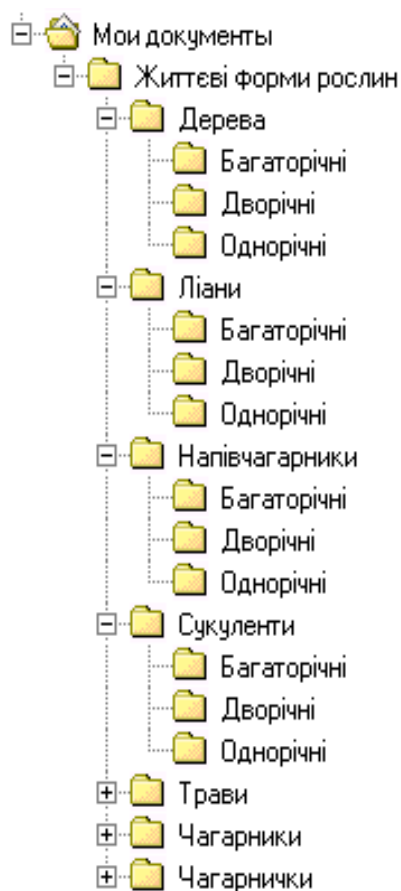 Мои документы
Життєві форми рослин
Дерева
Багаторічні
Дворічні
Однорічні
Ліани
Багаторічні
Дворічні
Однорічні
Напівчагарники
Багаторічні
Дворічні
Однорічні
Сукуленти
Багаторічні
Дворічні
Однорічні
Трави
Чагарники
Чагарнички